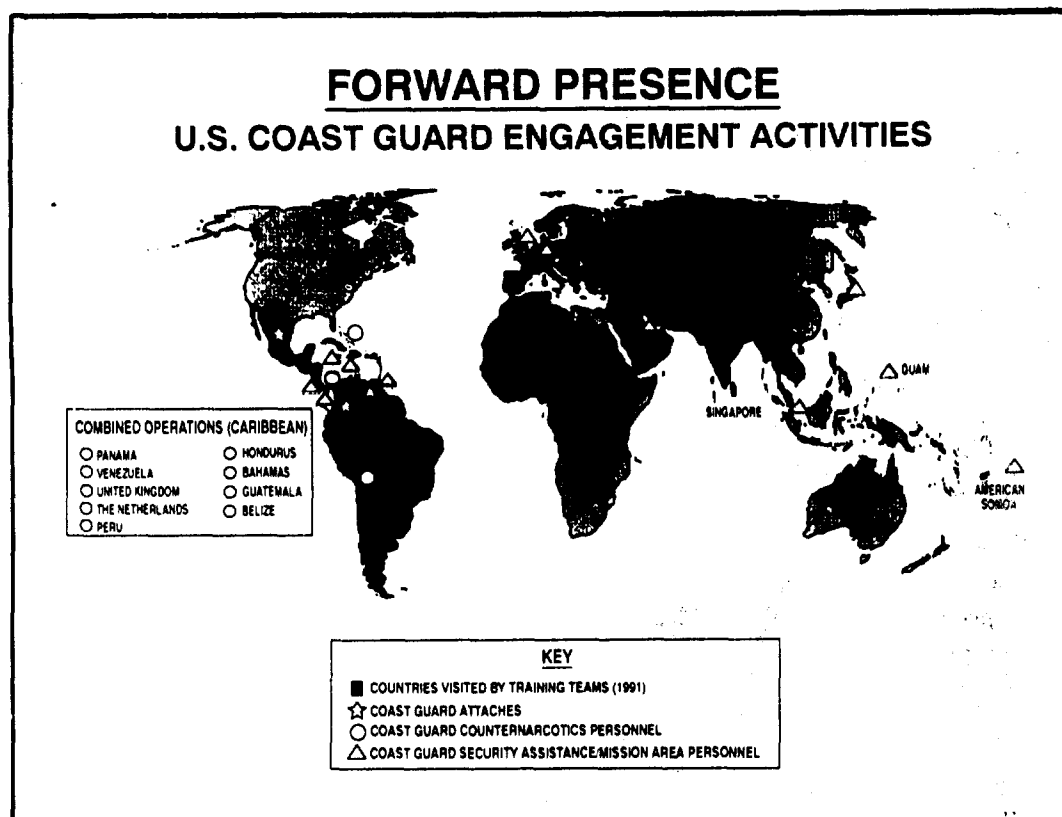 FORWARD PRESENCE
U.S. COAST GUARD ENGAGEMENT ACTIVITIES
GUAM
SINGAPORE
AMERICAN
SOMOA
COMBINED OPERATIONS (CARIBBEAN)
PANAMA
VENEZUELA
UNITED KINGDOM
THE NETHERLANDS
PERU
HONDURUS
BAHAMAS
GUATEMALA
BELIZE
KEY
COUNTRIES VISITED BY TRAINING TEAMS (1991)
COAST GUARD ATTACHES
COAST GUARD COUNTERNARCOTICS PERSONNEL
COAST GUARD SECURITY ASSISTANCE/MISSION AREA PERSONNEL